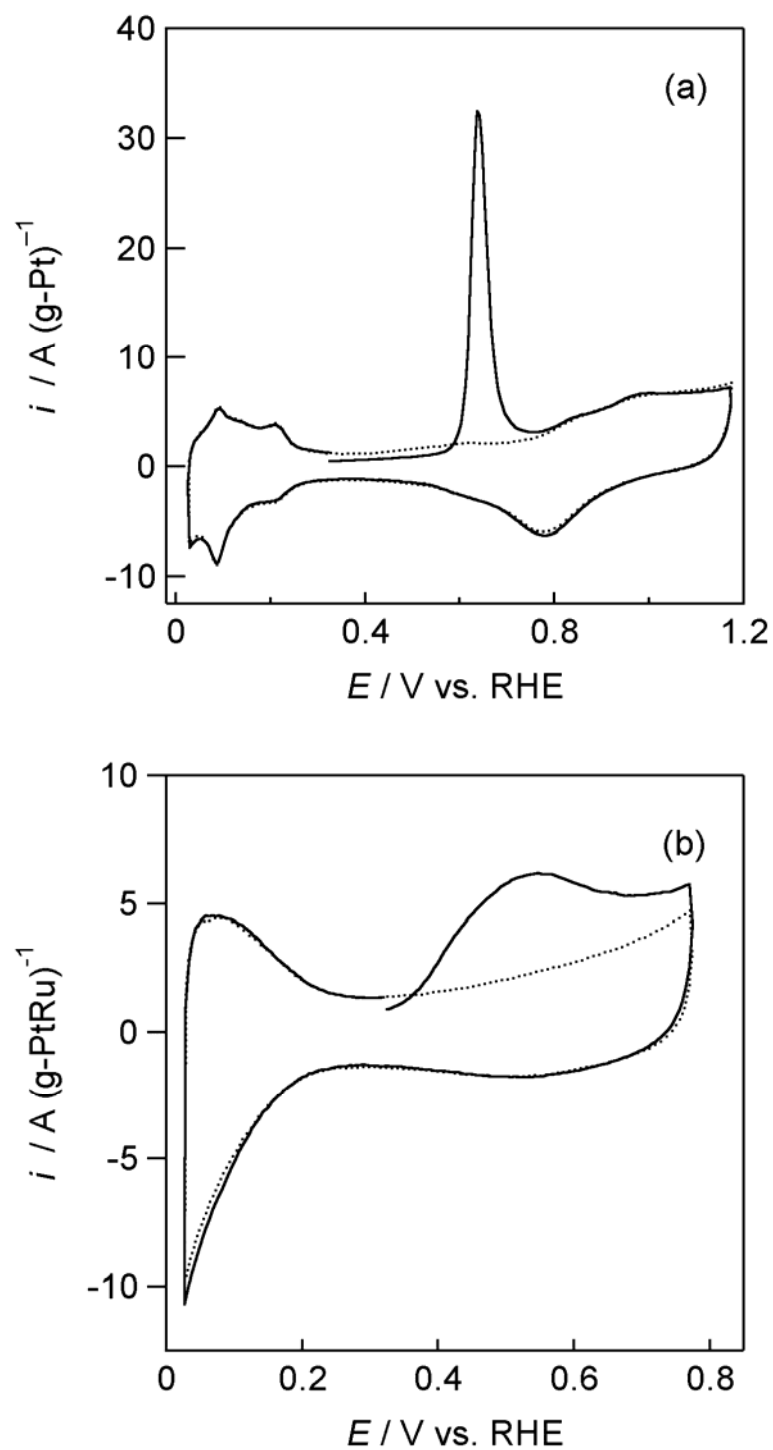 (a)
40
30
20
10
0
-10
i / A (g-Pt)⁻¹
0 0.4 0.8 1.2
E / V vs. RHE
(b)
10
5
0
-5
-10
i / A (g-PtRu)⁻¹
0 0.2 0.4 0.6 0.8
E / V vs. RHE